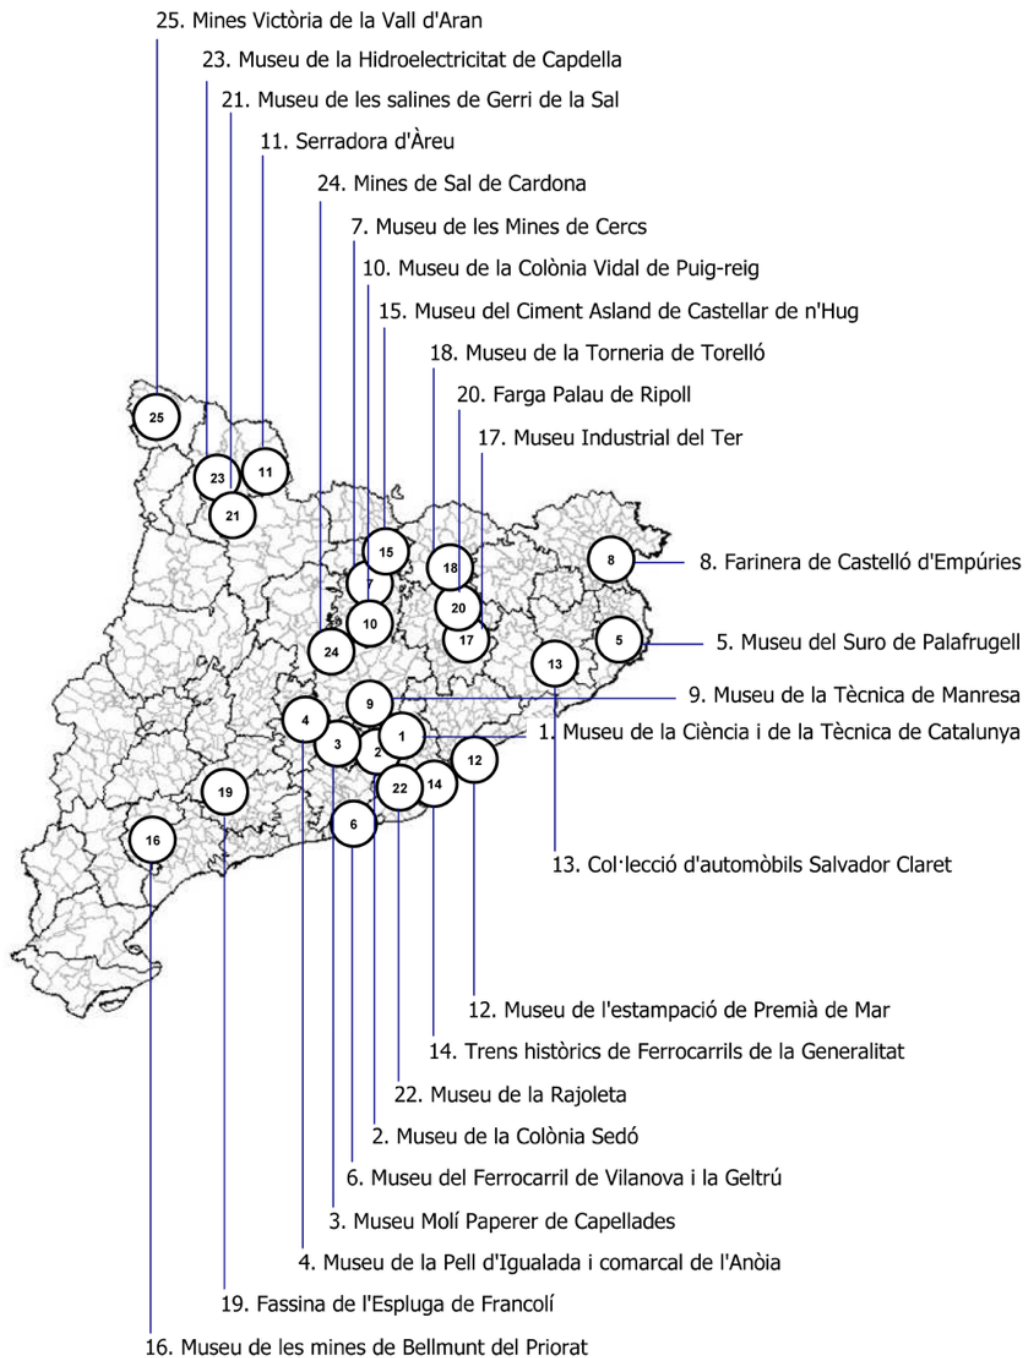 25. Mines Victòria de la Vall d'Aran
23. Museu de la Hidroelectricitat de Capdella
21. Museu de les salines de Gerri de la Sal
11. Serradora d'Àreu
24. Mines de Sal de Cardona
7. Museu de les Mines de Cercs
10. Museu de la Colònia Vidal de Puig-reig
15. Museu del Ciment Asland de Castellar de n'Hug
18. Museu de la Torneria de Torelló
20. Farga Palau de Ripoll
17. Museu Industrial del Ter
25
23
11
21
15
18
8
8. Farinera de Castelló d'Empúries
7
20
10
17
5
5. Museu del Suro de Palafrugell
24
13
9
9. Museu de la Tècnica de Manresa
4
3
2
1
1. Museu de la Ciència i de la Tècnica de Catalunya
12
19
22
14
6
16
13. Col·lecció d'automòbils Salvador Claret
12. Museu de l'estampació de Premià de Mar
14. Trens històrics de Ferrocarrils de la Generalitat
22. Museu de la Rajoleta
2. Museu de la Colònia Sedó
6. Museu del Ferrocarril de Vilanova i la Geltrú
3. Museu Molí Paperer de Capellades
4. Museu de la Pell d'Igualada i comarcal de l'Anòia
19. Fassina de l'Espluga de Francolí
16. Museu de les mines de Bellmunt del Priorat